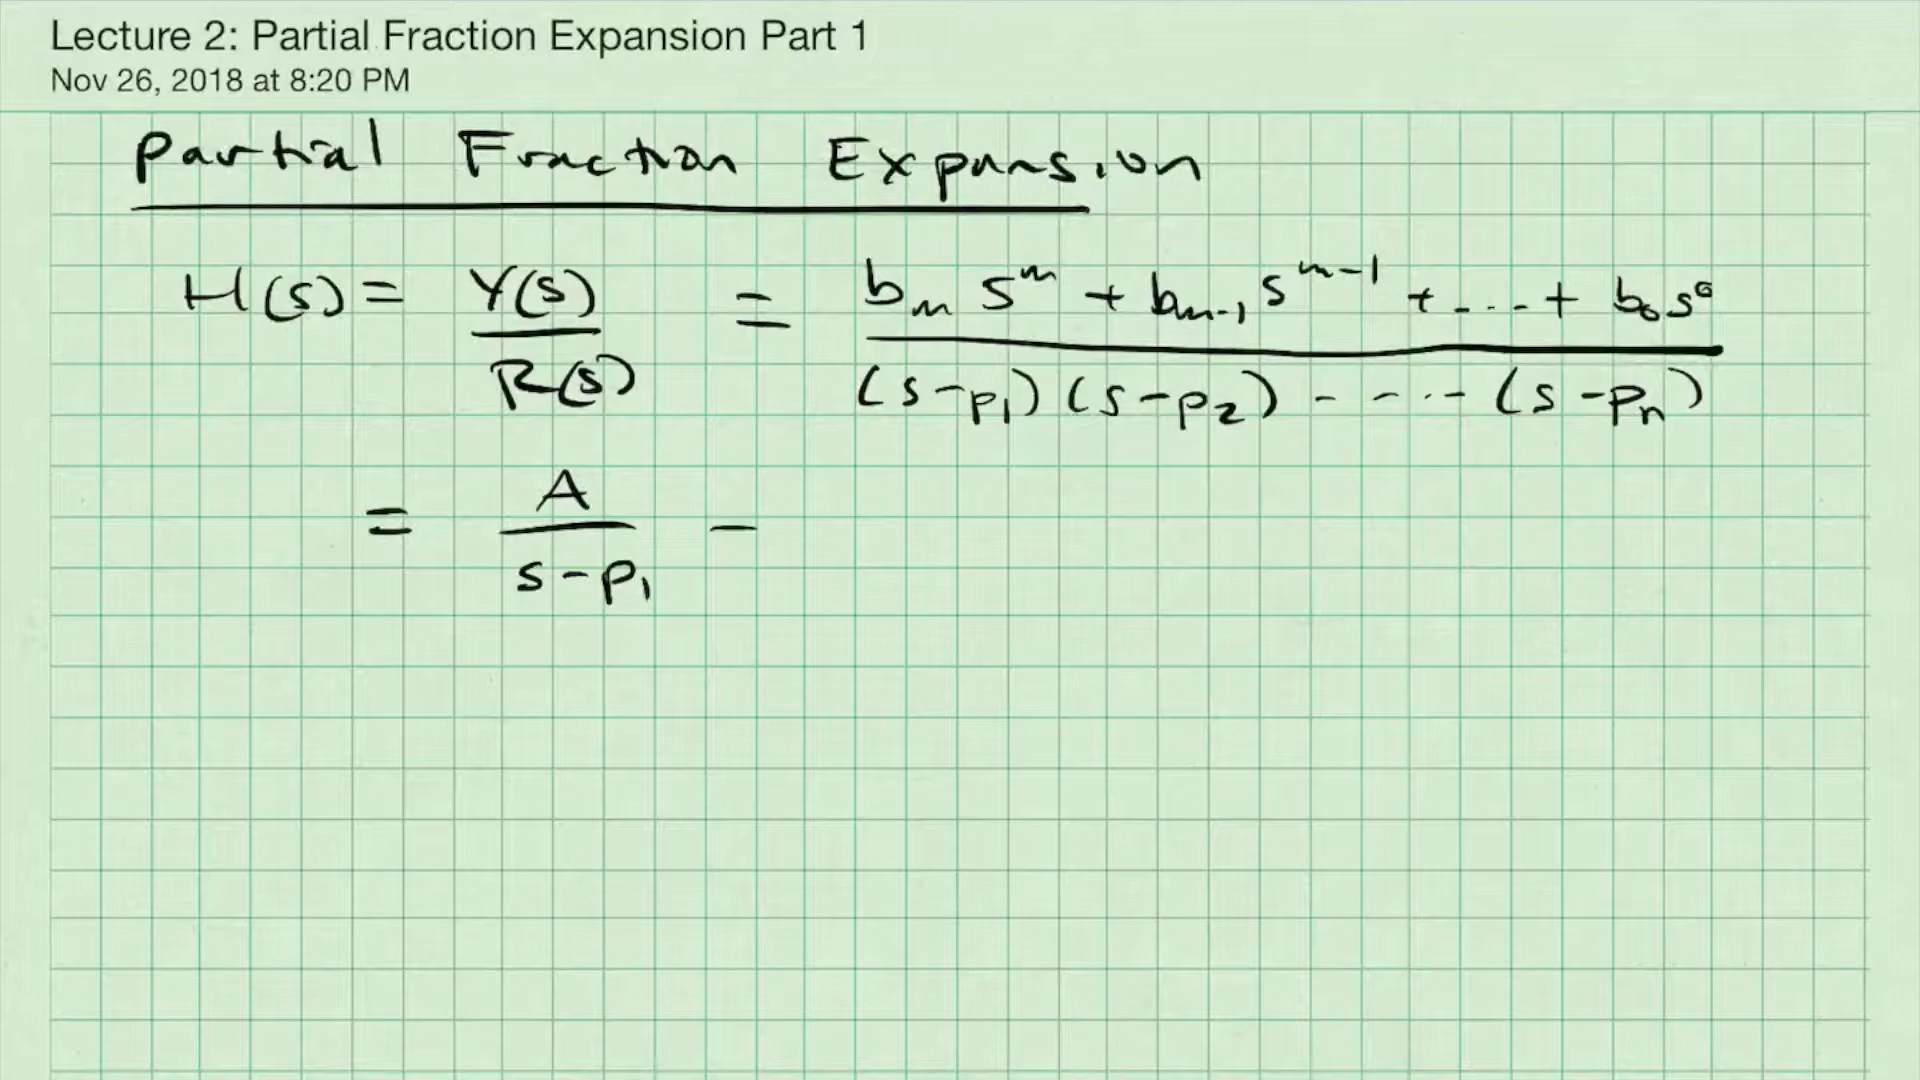 Lecture 2: Partial Fraction Expansion Part 1
Nov 26, 2018 at 8:20 PM
Partial Fraction Expansion
H(s) = Y(s) / R(s) = b_m s^m + b_{m-1} s^{m-1} + ... + b_0 s^0 / (s-p_1)(s-p_2) - - ·· - (s-p_n)
= A / s-p_1 -